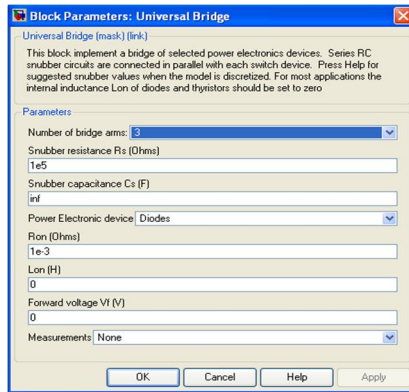 Block Parameters: Universal Bridge
Universal Bridge (mask) (link)
This block implement a bridge of selected power electronics devices. Series RC
snubber circuits are connected in parallel with each switch device. Press Help for
suggested snubber values when the model is discretized. For most applications the
internal inductance Lon of diodes and thyristors should be set to zero
Parameters
Number of bridge arms: 3
Snubber resistance Rs (Ohms)
1e5
Snubber capacitance Cs (F)
inf
Power Electronic device Diodes
Ron (Ohms)
1e-3
Lon (H)
0
Forward voltage Vf (V)
0
Measurements None
OK Cancel Help Apply